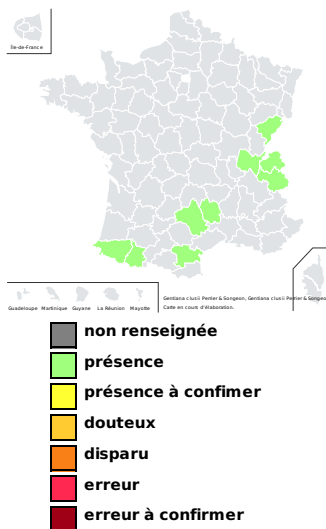 Île-de-France
Guadeloupe Martinique Guyane La Réunion Mayotte
Gentiana clusii Perrier & Songeon, Gentiana clusii Perrier & Songeon
Carte en cours d'élaboration.
non renseignée
présence
présence à confimer
douteux
disparu
erreur
erreur à confirmer